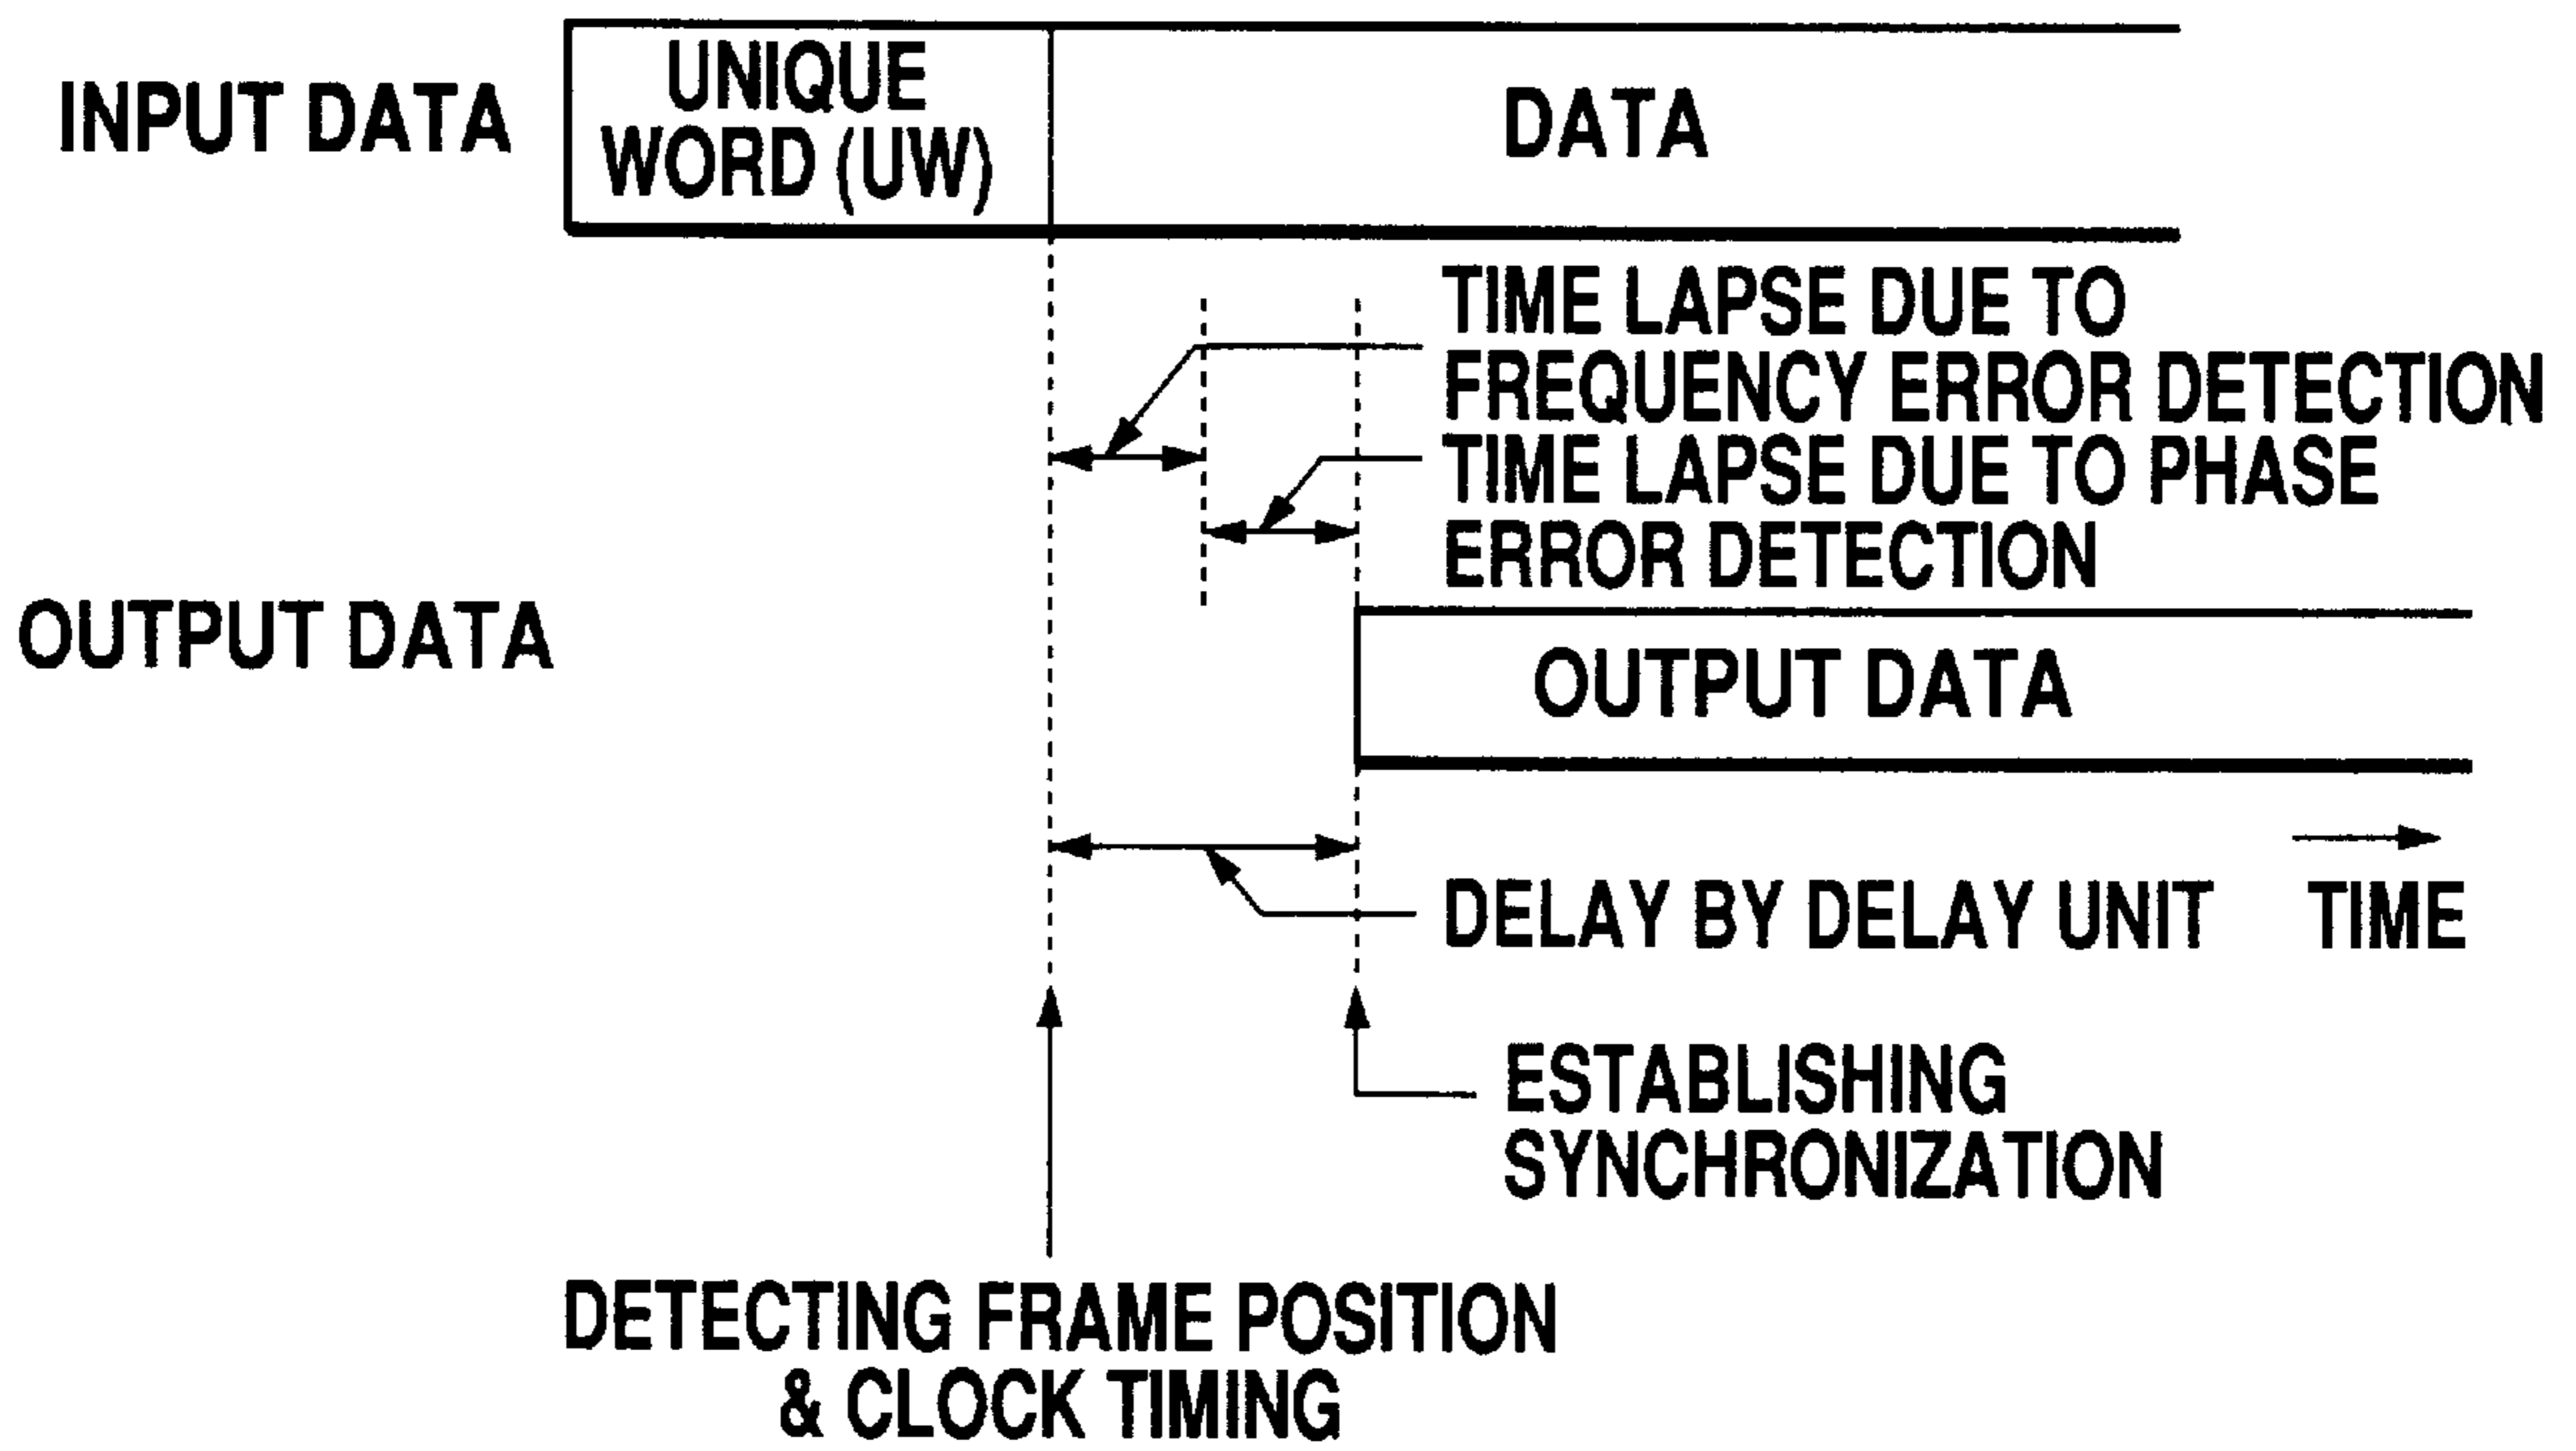 INPUT DATA
UNIQUE
WORD (UW)
DATA
TIME LAPSE DUE TO
FREQUENCY ERROR DETECTION
TIME LAPSE DUE TO PHASE
ERROR DETECTION
OUTPUT DATA
OUTPUT DATA
DELAY BY DELAY UNIT
TIME
ESTABLISHING
SYNCHRONIZATION
DETECTING FRAME POSITION
& CLOCK TIMING